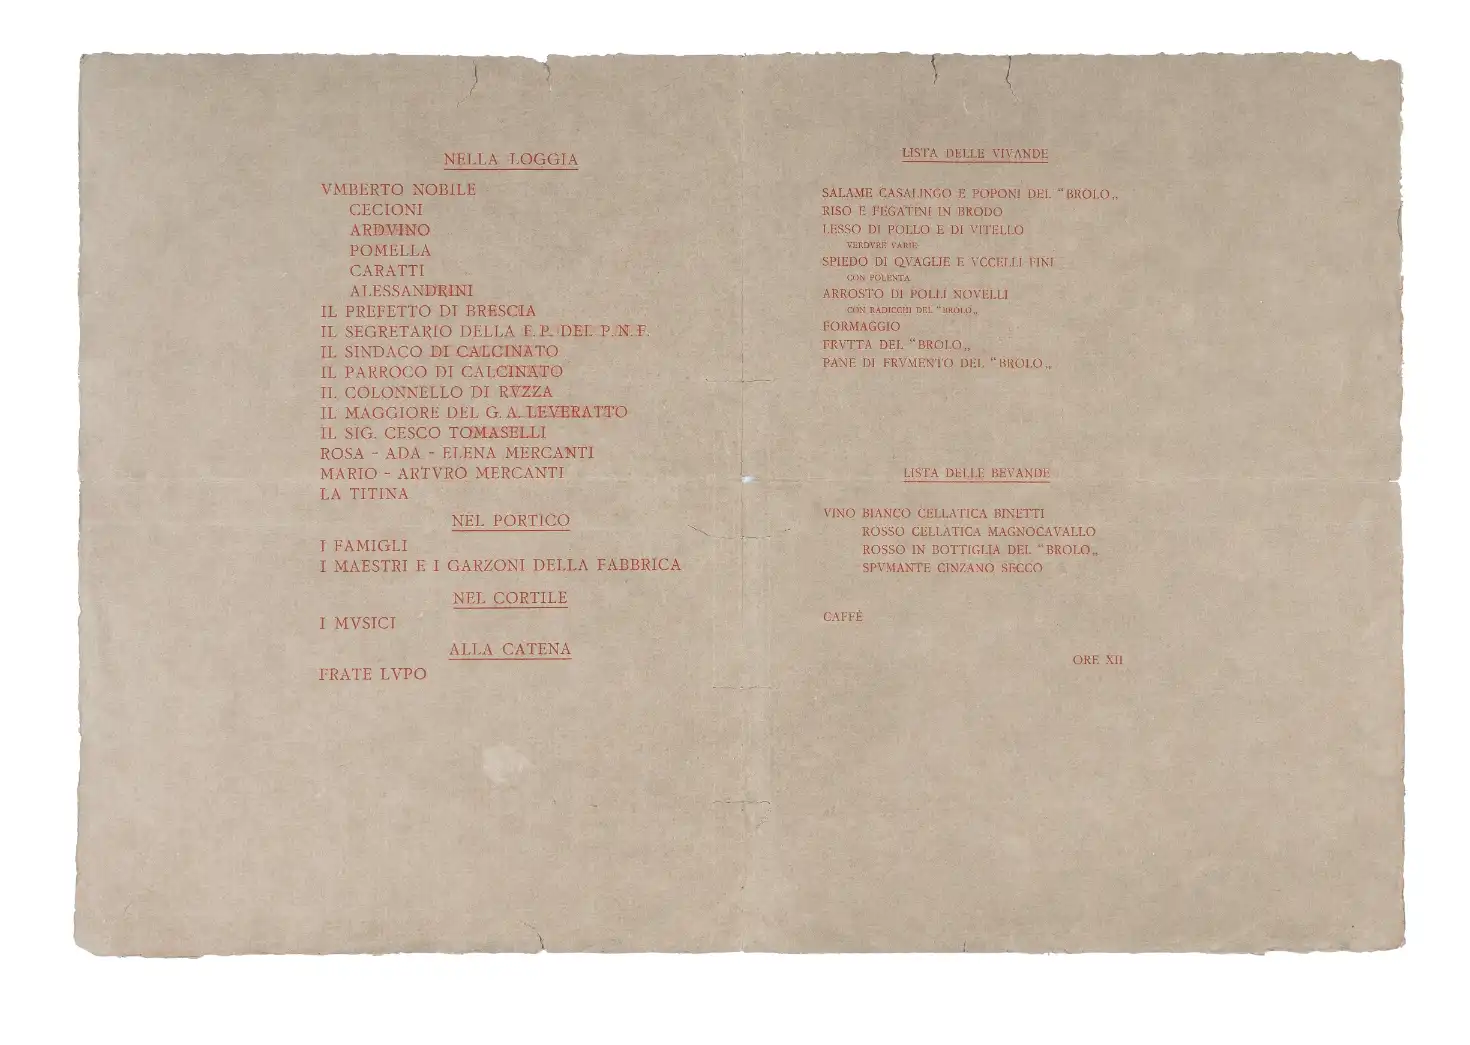 NELLA LOGGIA
VMBERTO NOBILE
CECIONI
ARDVINO
POMELLA
CARATTI
ALESSANDRINI
IL PREFETTO DI BRESCIA
IL SEGRETARIO DELLA F. P. DEL P. N. F.
IL SINDACO DI CALCINATO
IL PARROCO DI CALCINATO
IL COLONNELLO DI RVZZA
IL MAGGIORE DEL G. A. LEVERATTO
IL SIG. CESCO TOMASELLI
ROSA - ADA - ELENA MERCANTI
MARIO - ARTVRO MERCANTI
LA TITINA
NEL PORTICO
I FAMIGLI
I MAESTRI E I GARZONI DELLA FABBRICA
NEL CORTILE
I MVSICI
ALLA CATENA
FRATE LVPO
LISTA DELLE VIVANDE
SALAME CASALINGO E POPONI DEL “BROLO„
RISO E FEGATINI IN BRODO
LESSO DI POLLO E DI VITELLO
VERDVRE VARIE
SPIEDO DI QVAGLIE E VCCELLI FINI
CON POLENTA
ARROSTO DI POLLI NOVELLI
CON RADICCHI DEL “BROLO„
FORMAGGIO
FRVTTA DEL “BROLO„
PANE DI FRVMENTO DEL “BROLO„
LISTA DELLE BEVANDE
VINO BIANCO CELLATICA BINETTI
ROSSO CELLATICA MAGNOCAVALLO
ROSSO IN BOTTIGLIA DEL “BROLO„
SPVMANTE CINZANO SECCO
CAFFÉ
ORE XII